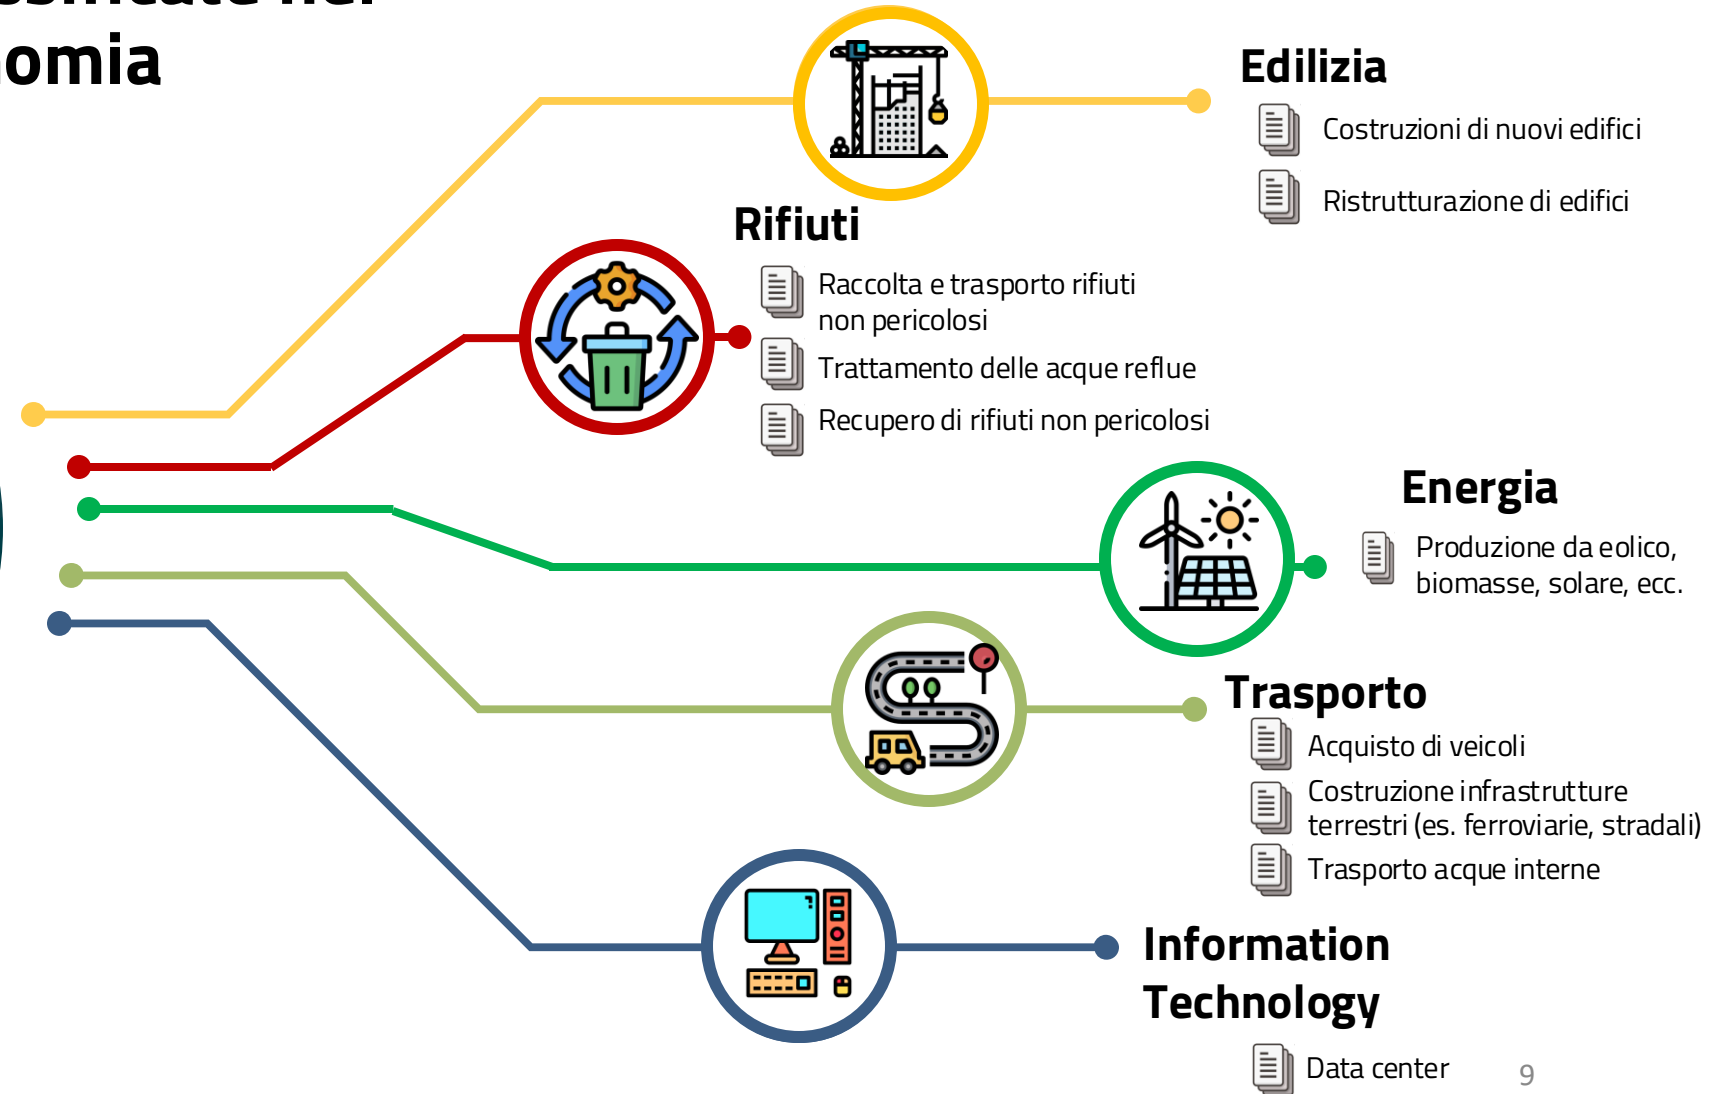 Edilizia
Costruzioni di nuovi edifici
Ristrutturazione di edifici
Rifiuti
Raccolta e trasporto rifiuti
non pericolosi
Trattamento delle acque reflue
Recupero di rifiuti non pericolosi
Energia
Produzione da eolico,
biomasse, solare, ecc.
Trasporto
Acquisto di veicoli
Costruzione infrastrutture
terrestri (es. ferroviarie, stradali)
Trasporto acque interne
Information
Technology
Data center
9